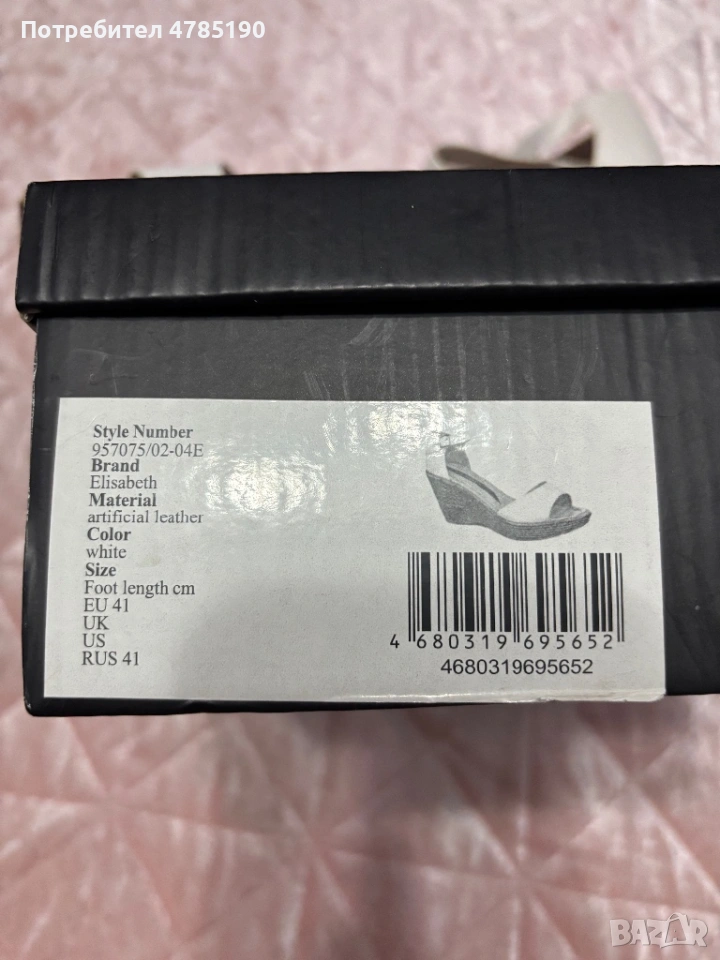 Потребител 4785190
Style Number
957075/02-04E
Brand
Elisabeth
Material
artificial leather
Color
white
Size
Foot length cm
EU 41
UK
US
RUS 41
4 680319 695652
4680319695652
BAZAR